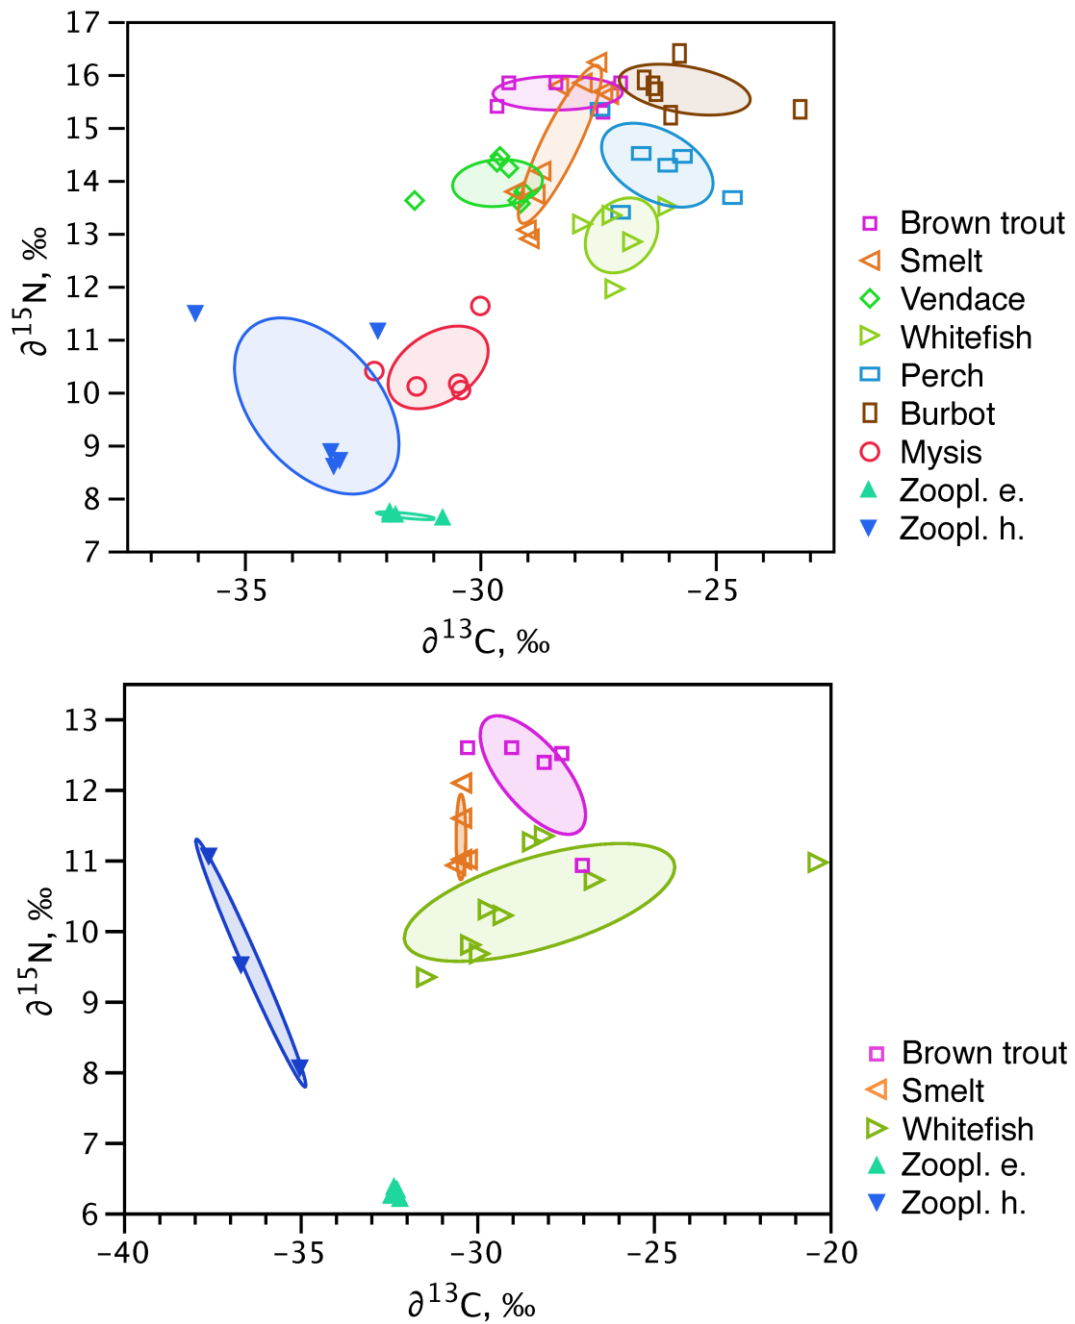 17
16
15
14
13
12
11
10
9
8
7
∂15N, ‰
−35
−30
−25
∂13C, ‰
Brown trout
Smelt
Vendace
Whitefish
Perch
Burbot
Mysis
Zoopl. e.
Zoopl. h.
13
12
11
10
9
8
7
6
∂15N, ‰
−40
−35
−30
−25
−20
∂13C, ‰
Brown trout
Smelt
Whitefish
Zoopl. e.
Zoopl. h.